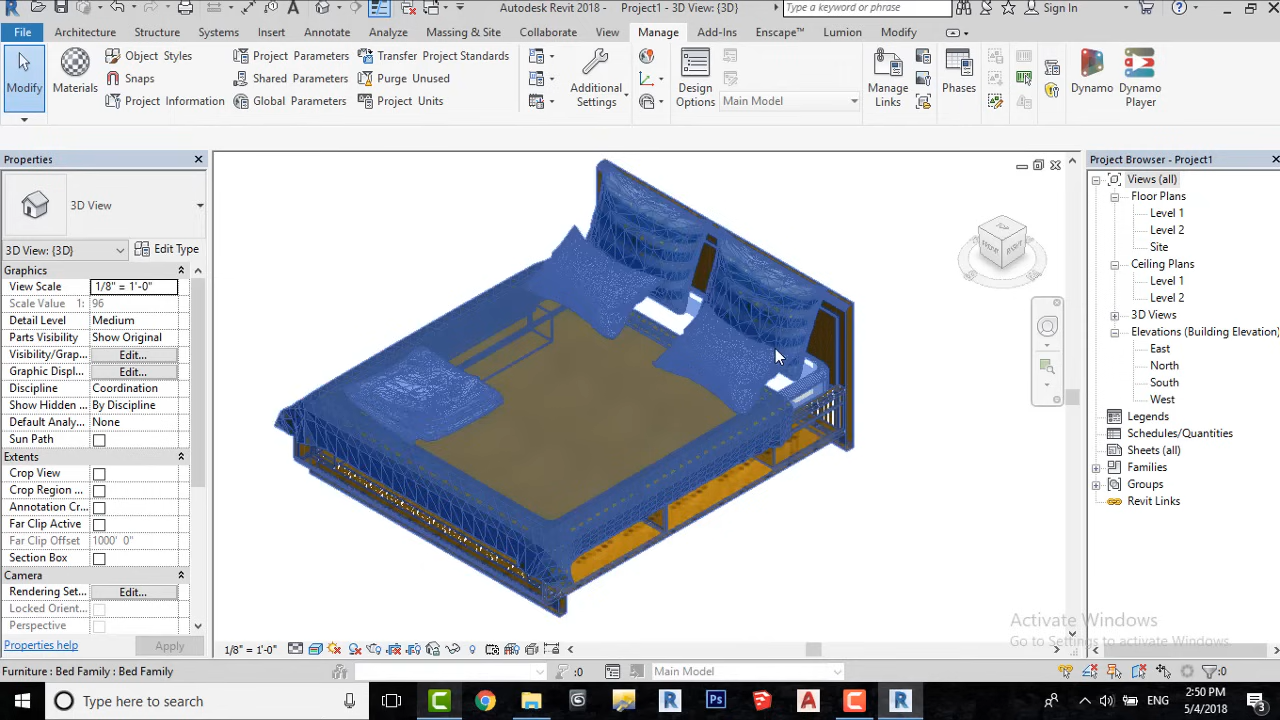 Autodesk Revit 2018 - Project1 - 3D View: {3D}
Type a keyword or phrase
Sign In
File
Architecture
Structure
Systems
Insert
Annotate
Analyze
Massing & Site
Collaborate
View
Manage
Add-Ins
Enscape™
Lumion
Modify
Modify
Materials
Object Styles
Snaps
Project Information
Project Parameters
Shared Parameters
Global Parameters
Transfer Project Standards
Purge Unused
Project Units
Additional
Settings
Design
Options
Main Model
Manage
Links
Phases
Dynamo
Dynamo
Player
Properties
3D View
3D View: {3D}
Edit Type
Graphics
View Scale
1/8" = 1'-0"
Scale Value 1:
96
Detail Level
Medium
Parts Visibility
Show Original
Visibility/Grap...
Edit...
Graphic Displ...
Edit...
Discipline
Coordination
Show Hidden ...
By Discipline
Default Analy...
None
Sun Path
Extents
Crop View
Crop Region ...
Annotation Cr...
Far Clip Active
Far Clip Offset
1000' 0"
Section Box
Camera
Rendering Set...
Edit...
Locked Orient...
Perspective
Properties help
Apply
TOP
FRONT
RIGHT
Project Browser - Project1
Views (all)
Floor Plans
Level 1
Level 2
Site
Ceiling Plans
Level 1
Level 2
3D Views
Elevations (Building Elevation)
East
North
South
West
Legends
Schedules/Quantities
Sheets (all)
Families
Groups
Revit Links
Activate Windows
Go to Settings to activate Windows.
1/8" = 1'-0"
Furniture : Bed Family : Bed Family
:0
Main Model
:0
Type here to search
ENG
2:50 PM
5/4/2018
3